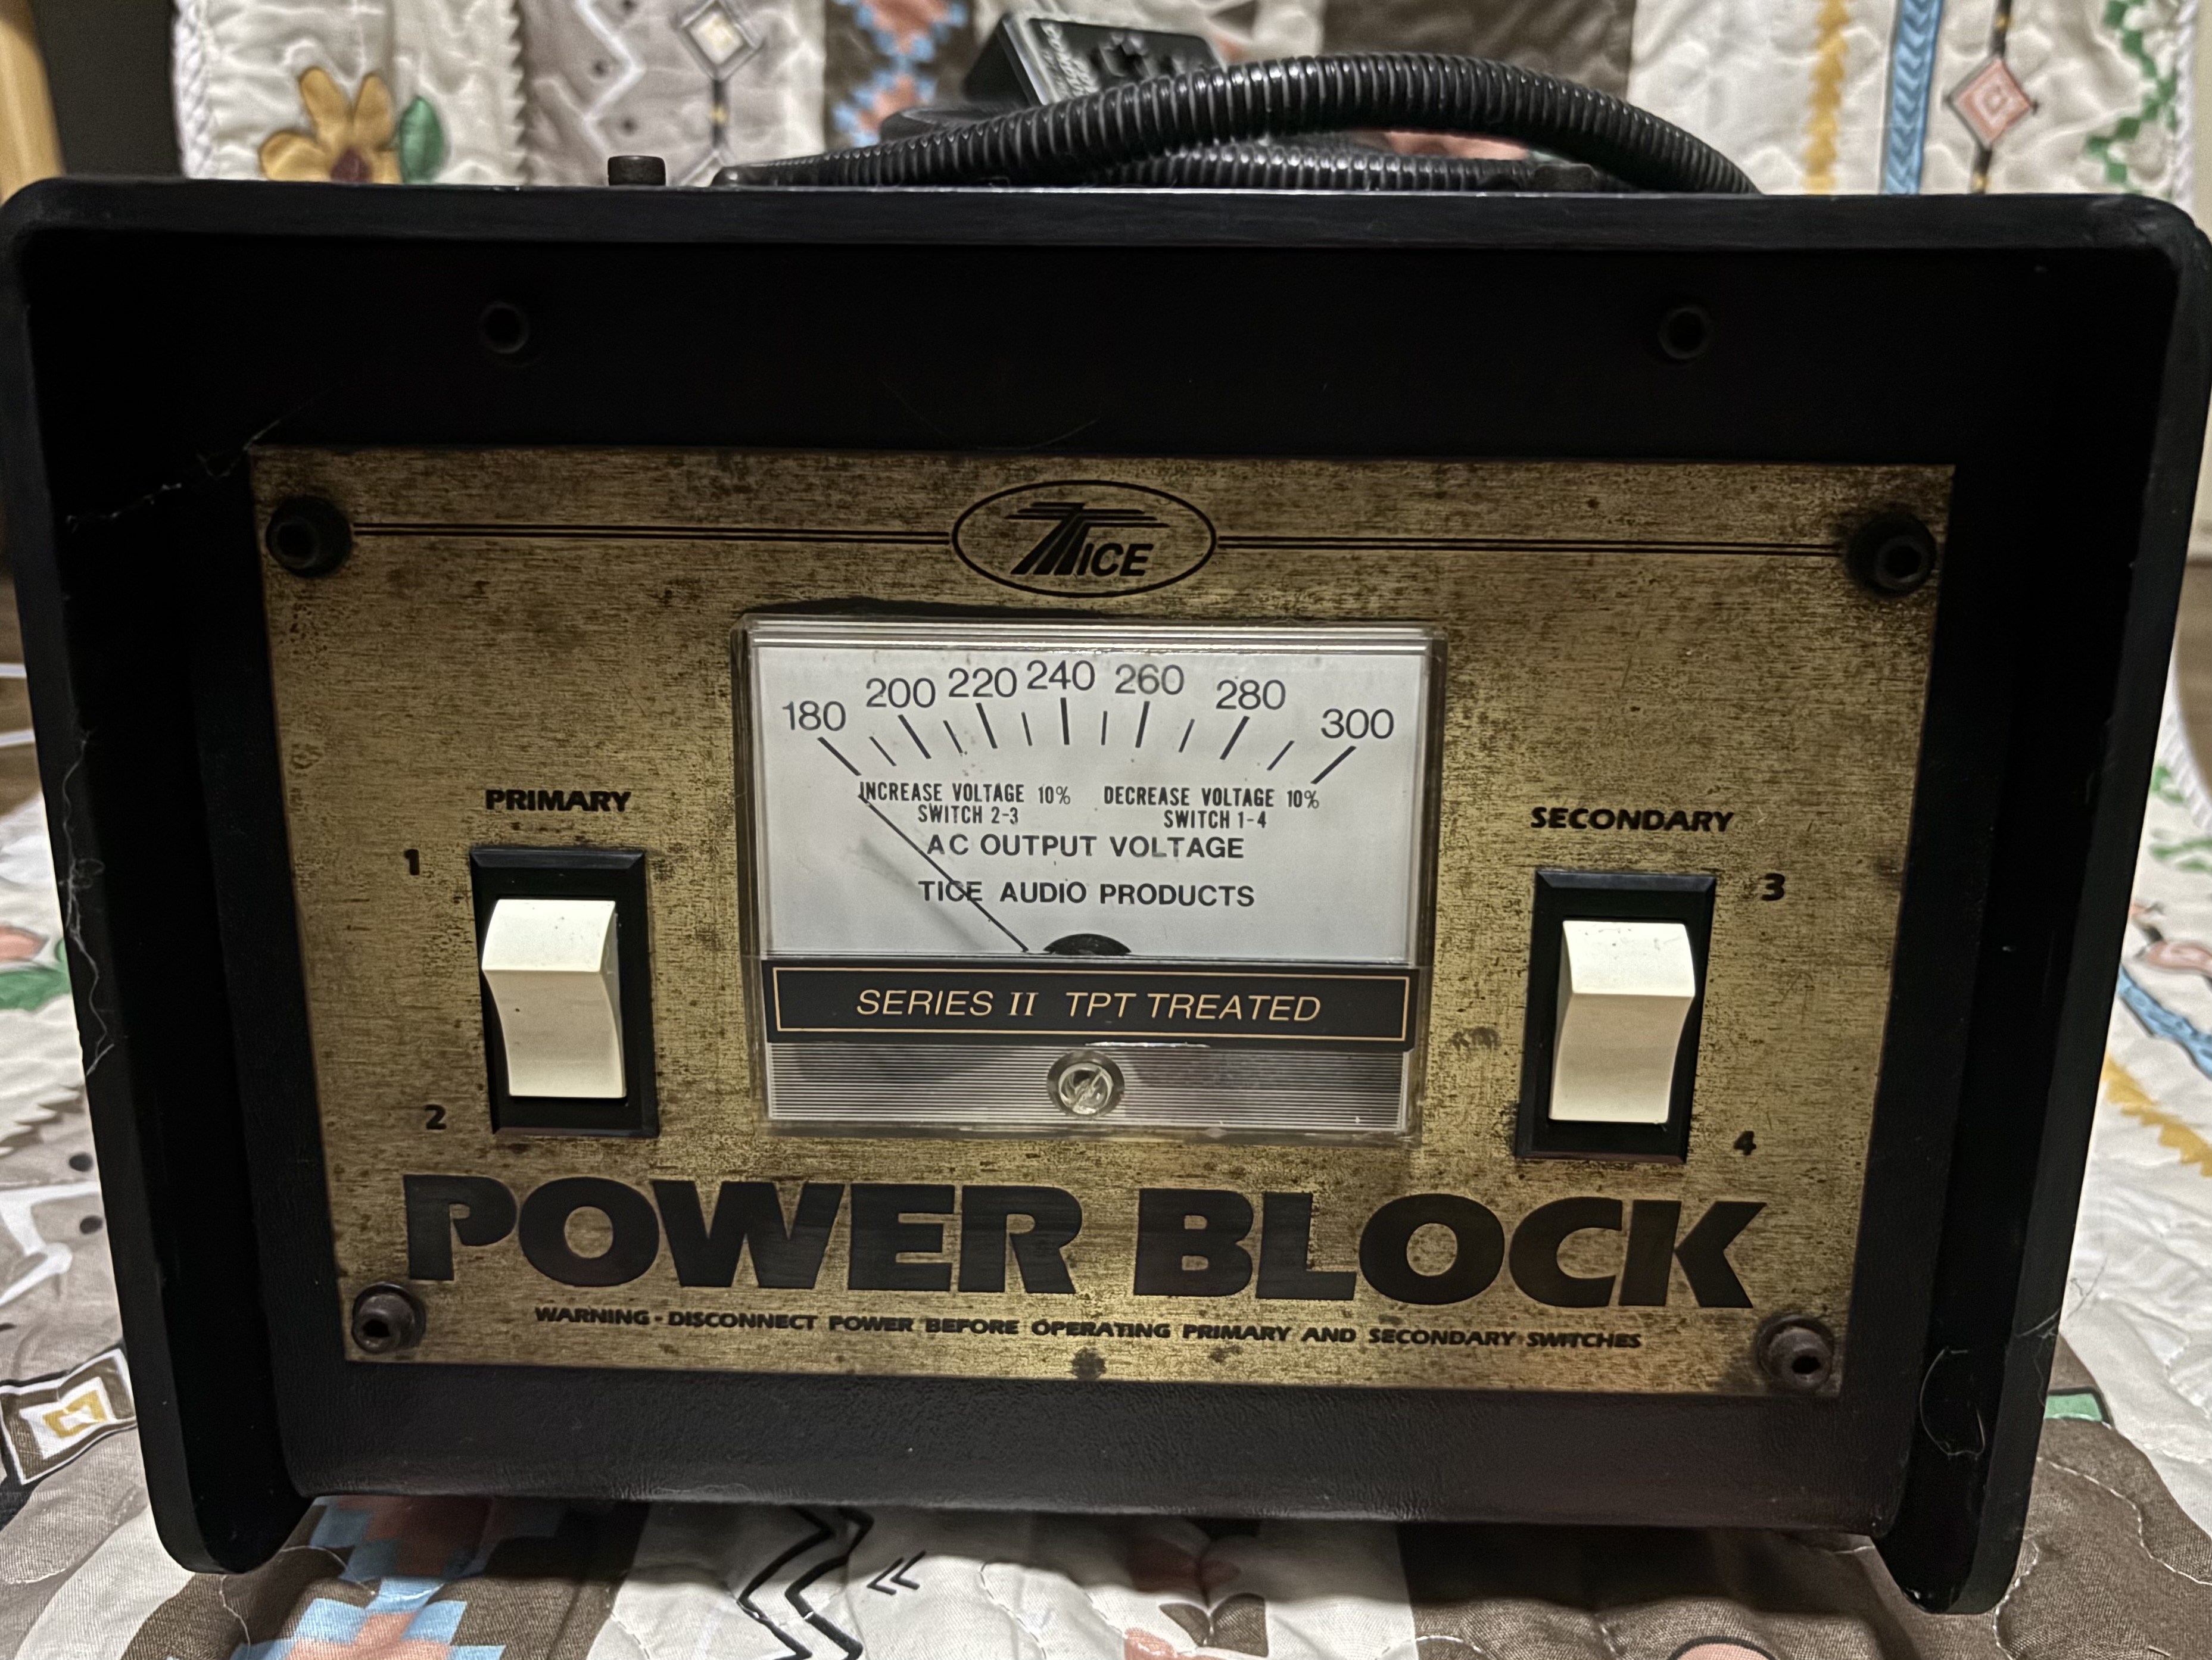 TICE
180 200 220 240 260 280 300
INCREASE VOLTAGE 10% DECREASE VOLTAGE 10%
SWITCH 2-3 SWITCH 1-4
AC OUTPUT VOLTAGE
TICE AUDIO PRODUCTS
SERIES II TPT TREATED
PRIMARY
1
2
SECONDARY
3
4
POWER BLOCK
WARNING - DISCONNECT POWER BEFORE OPERATING PRIMARY AND SECONDARY SWITCHES